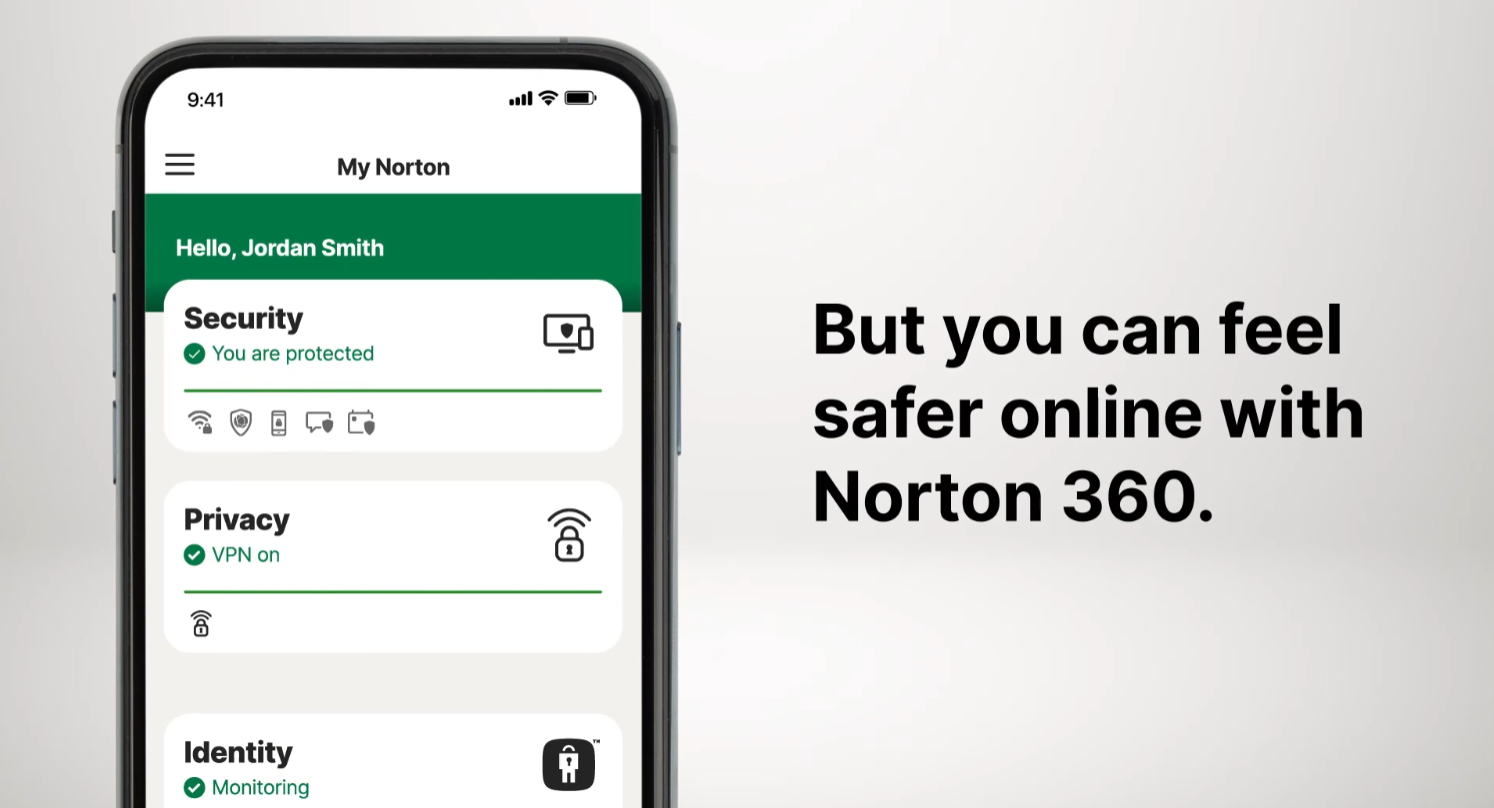 9:41
My Norton
Hello, Jordan Smith
Security
You are protected
Privacy
VPN on
Identity
TM
Monitoring
But you can feel
safer online with
Norton 360.